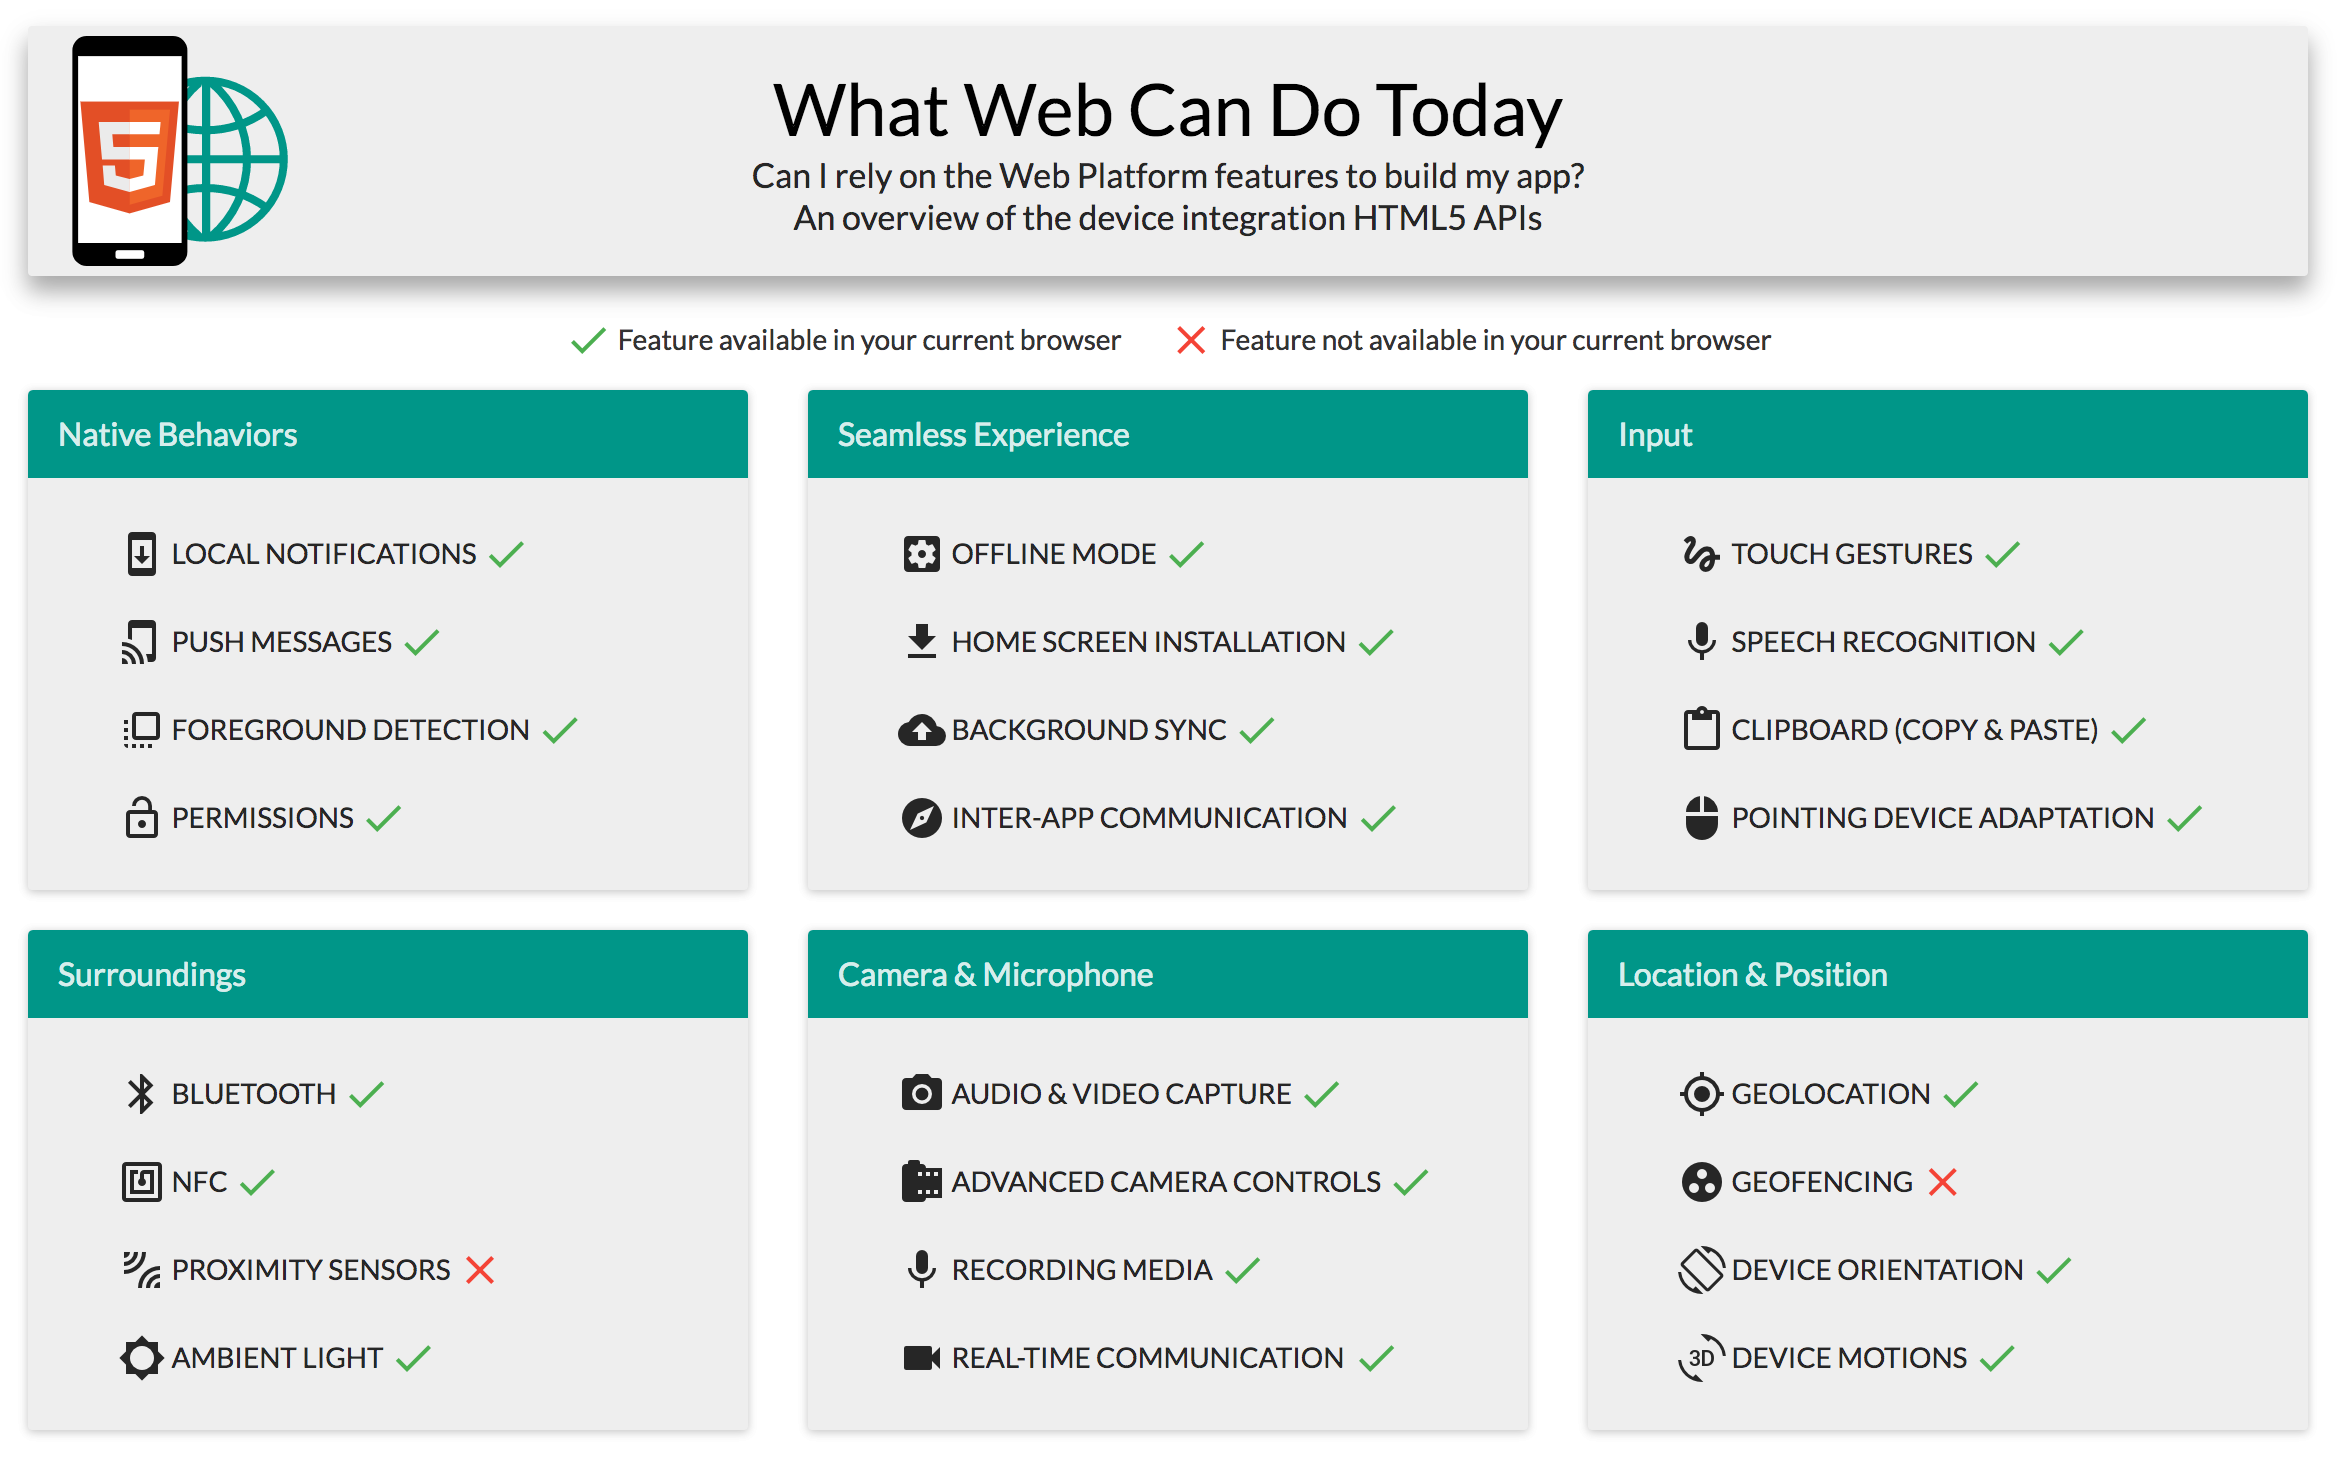 What Web Can Do Today
Can I rely on the Web Platform features to build my app?
An overview of the device integration HTML5 APIs
Feature available in your current browser
Feature not available in your current browser
Native Behaviors
LOCAL NOTIFICATIONS
PUSH MESSAGES
FOREGROUND DETECTION
PERMISSIONS
Seamless Experience
OFFLINE MODE
HOME SCREEN INSTALLATION
BACKGROUND SYNC
INTER-APP COMMUNICATION
Input
TOUCH GESTURES
SPEECH RECOGNITION
CLIPBOARD (COPY & PASTE)
POINTING DEVICE ADAPTATION
Surroundings
BLUETOOTH
NFC
PROXIMITY SENSORS
AMBIENT LIGHT
Camera & Microphone
AUDIO & VIDEO CAPTURE
ADVANCED CAMERA CONTROLS
RECORDING MEDIA
REAL-TIME COMMUNICATION
Location & Position
GEOLOCATION
GEOFENCING
DEVICE ORIENTATION
3D DEVICE MOTIONS